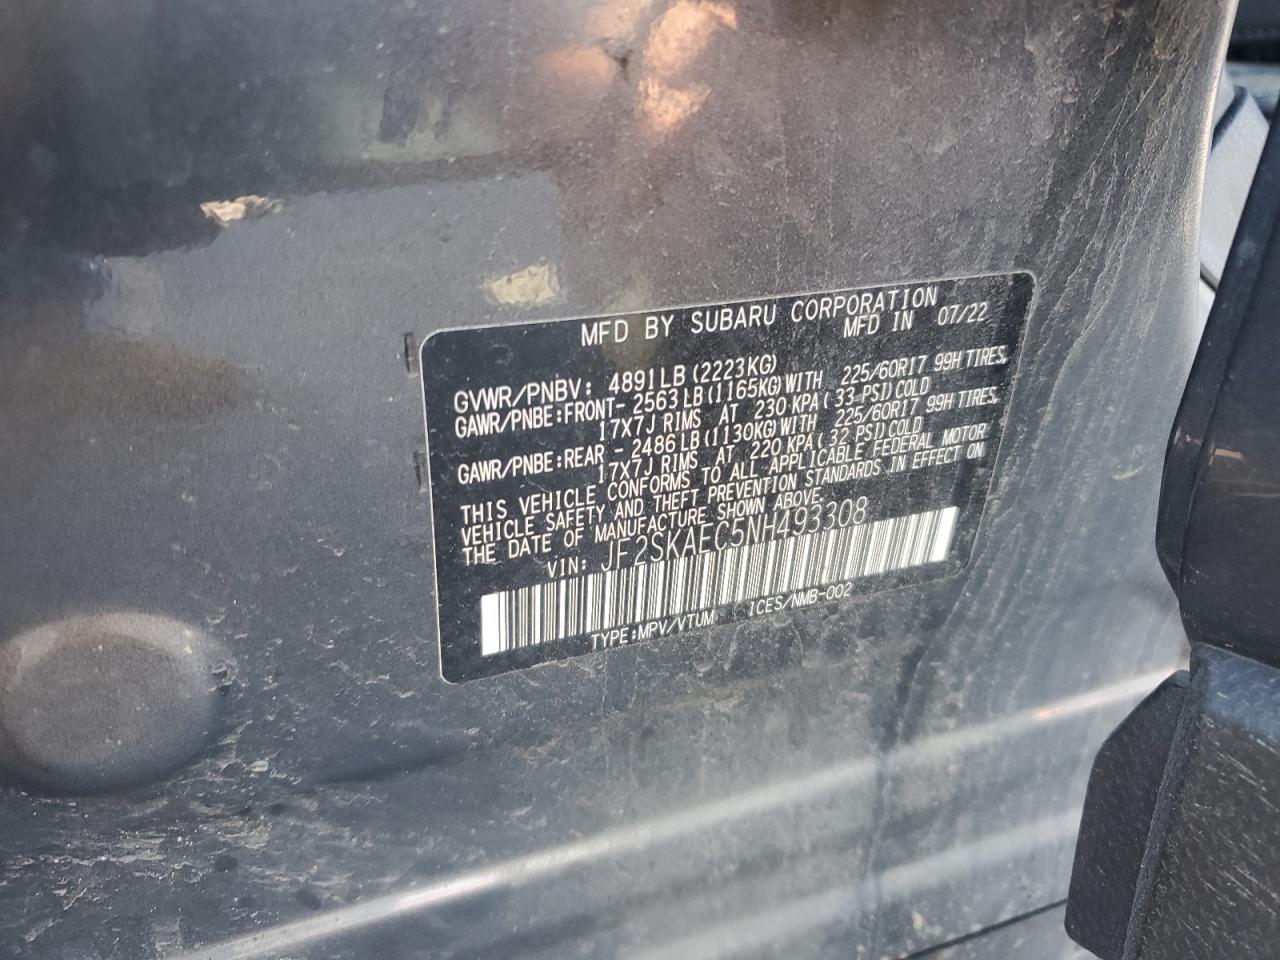 MFD BY SUBARU CORPORATION
MFD IN 07/22
GVWR/PNBV: 4891LB(2223KG)
GAWR/PNBE:FRONT- 2563LB(1165KG)WITH 225/60R17 99H TIRES,
17X7J RIMS AT 230 KPA( 33 PSI)COLD
GAWR/PNBE:REAR - 2486LB(1130KG)WITH 225/60R17 99H TIRES,
17X7J RIMS AT 220 KPA( 32 PSI)COLD
THIS VEHICLE CONFORMS TO ALL APPLICABLE FEDERAL MOTOR
VEHICLE SAFETY AND THEFT PREVENTION STANDARDS IN EFFECT ON
THE DATE OF MANUFACTURE SHOWN ABOVE.
VIN: JF2SKAEC5NH493308
TYPE:MPV/VTUM ICES/NMB-002